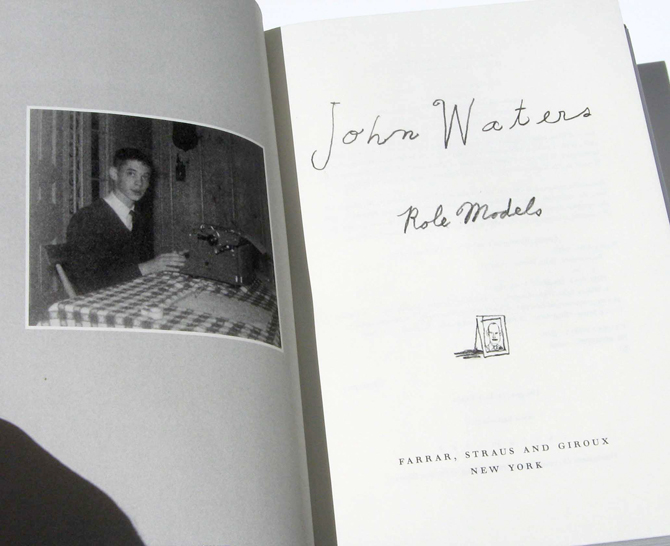 John Waters
Role Models
FARRAR, STRAUS AND GIROUX
NEW YORK